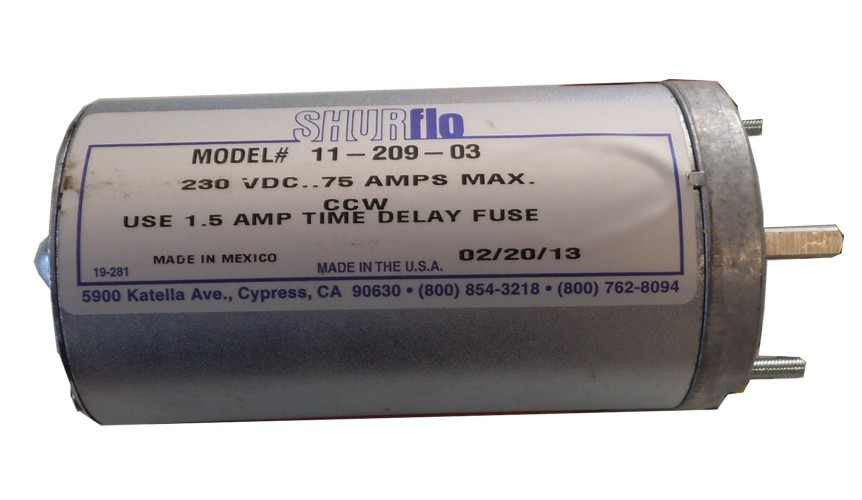 SHURflo
MODEL# 11-209-03
230 VDC..75 AMPS MAX.
CCW
USE 1.5 AMP TIME DELAY FUSE
MADE IN MEXICO
19-281
MADE IN THE U.S.A.
02/20/13
5900 Katella Ave., Cypress, CA 90630 • (800) 854-3218 • (800) 762-8094